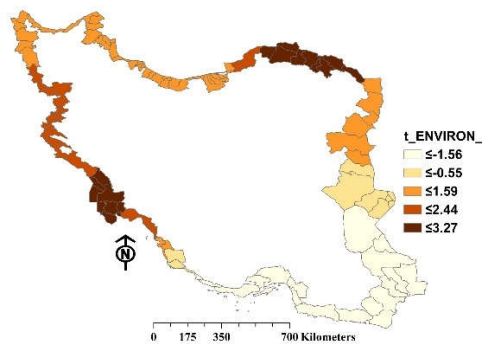 t_ENVIRON_
≤-1.56
≤-0.55
≤1.59
≤2.44
≤3.27
N
0 175 350 700 Kilometers